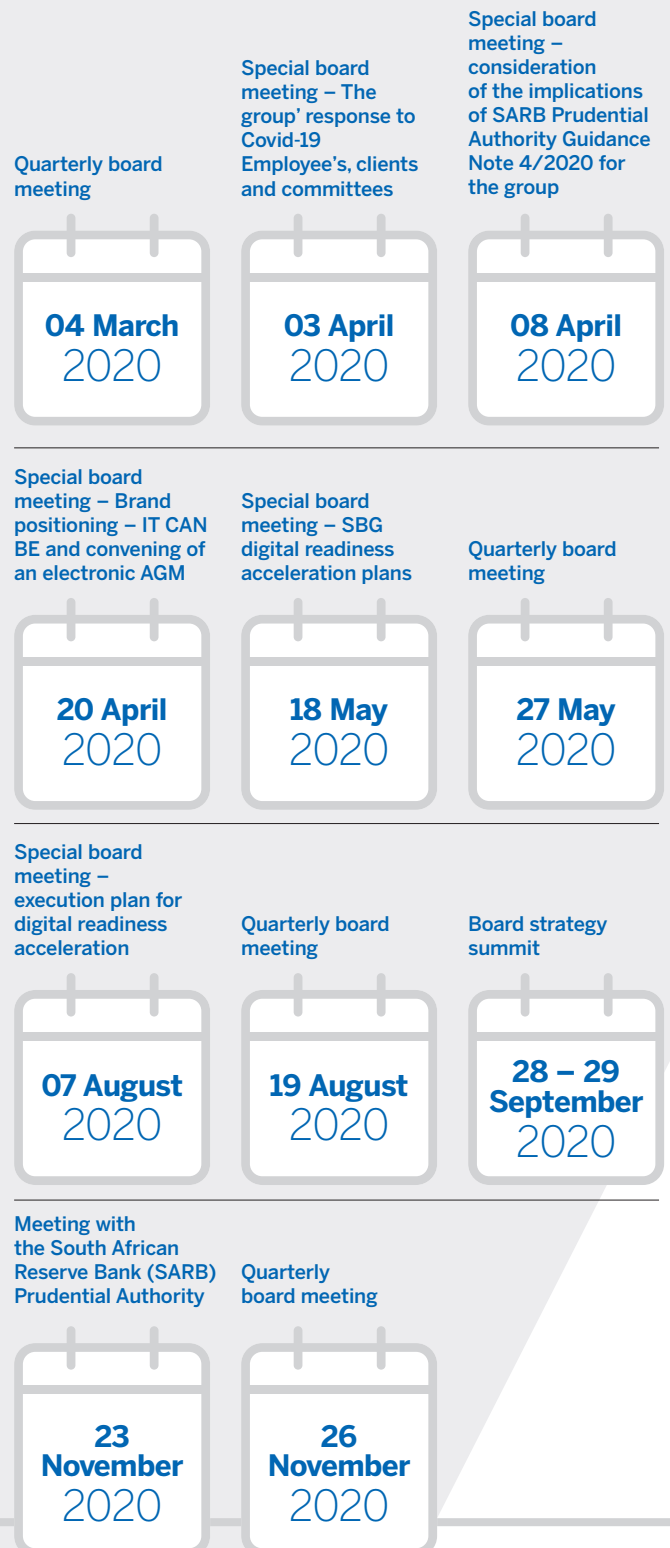 Quarterly board
meeting
04 March
2020
Special board
meeting – The
group’ response to
Covid-19
Employee’s, clients
and committees
03 April
2020
Special board
meeting –
consideration
of the implications
of SARB Prudential
Authority Guidance
Note 4/2020 for
the group
08 April
2020
Special board
meeting – Brand
positioning – IT CAN
BE and convening of
an electronic AGM
20 April
2020
Special board
meeting – SBG
digital readiness
acceleration plans
18 May
2020
Quarterly board
meeting
27 May
2020
Special board
meeting –
execution plan for
digital readiness
acceleration
07 August
2020
Quarterly board
meeting
19 August
2020
Board strategy
summit
28 – 29
September
2020
Meeting with
the South African
Reserve Bank (SARB)
Prudential Authority
23
November
2020
Quarterly
board meeting
26
November
2020